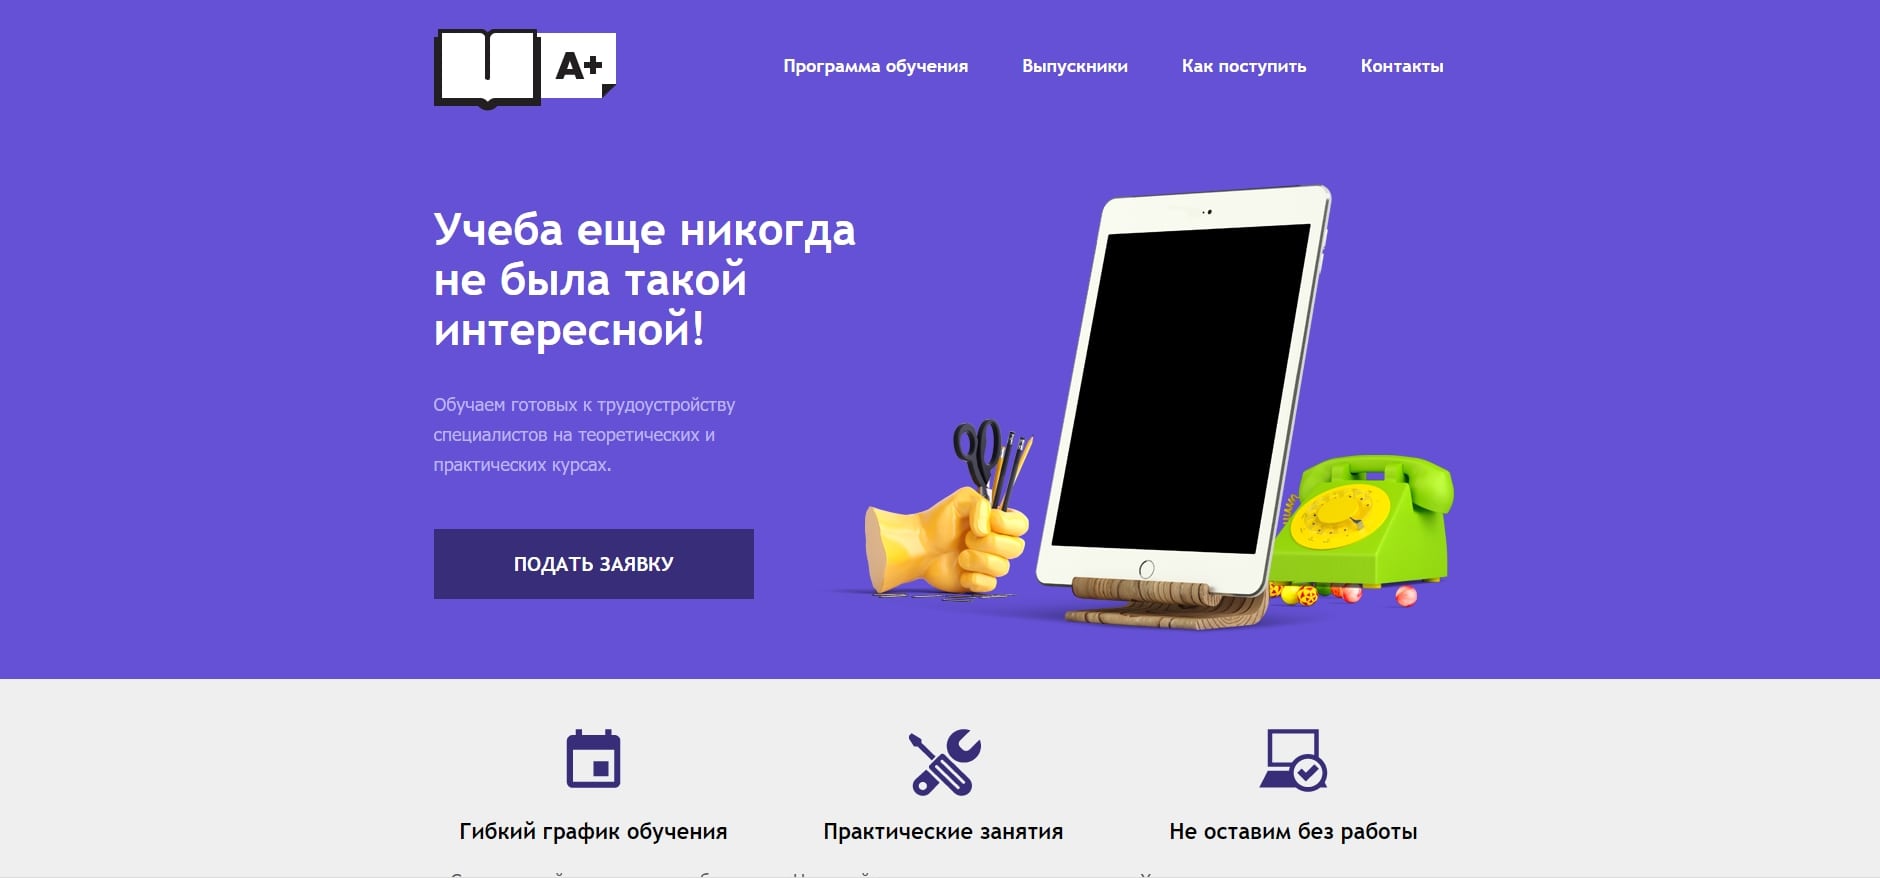 A+
Программа обучения
Выпускники
Как поступить
Контакты
Учеба еще никогда
не была такой
интересной!
Обучаем готовых к трудоустройству
специалистов на теоретических и
практических курсах.
ПОДАТЬ ЗАЯВКУ
Гибкий график обучения
Практические занятия
Не оставим без работы